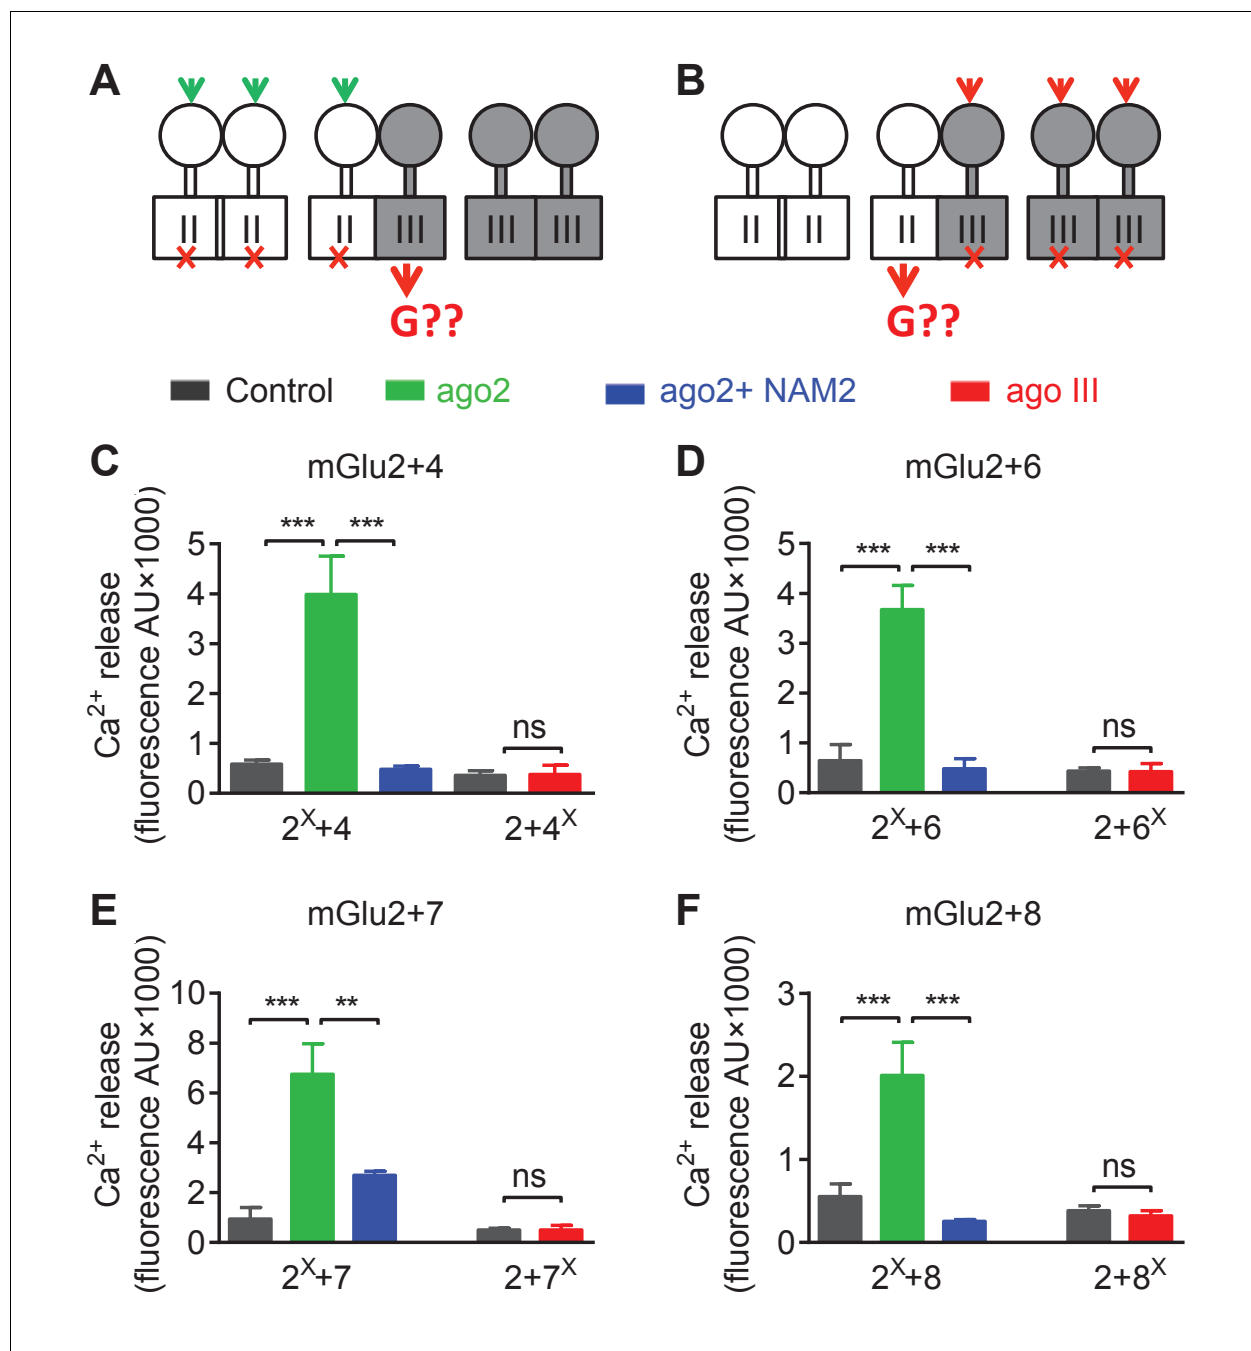 A
B
II II II III III III
II II II III III III
G??
G??
Control ago2 ago2+ NAM2 ago III
C
mGlu2+4
Ca²⁺ release
(fluorescence AU×1000)
5
4
3
2
1
0
*** ***
ns
2ˣ+4 2+4ˣ
D
mGlu2+6
Ca²⁺ release
(fluorescence AU×1000)
5
4
3
2
1
0
*** ***
ns
2ˣ+6 2+6ˣ
E
mGlu2+7
Ca²⁺ release
(fluorescence AU×1000)
10
8
6
4
2
0
*** **
ns
2ˣ+7 2+7ˣ
F
mGlu2+8
Ca²⁺ release
(fluorescence AU×1000)
3
2
1
0
*** ***
ns
2ˣ+8 2+8ˣ